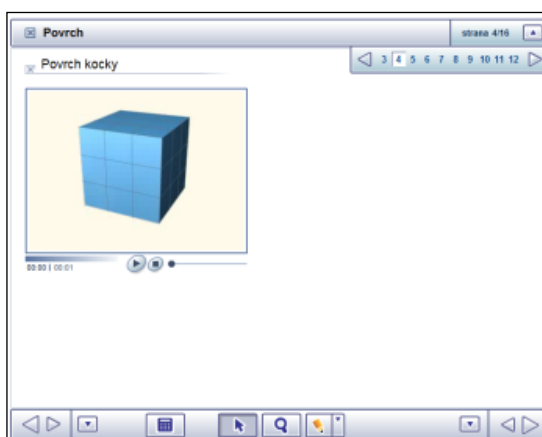 Povrch
strana 4/16
3 4 5 6 7 8 9 10 11 12
Povrch kocky
00:00 | 00:01